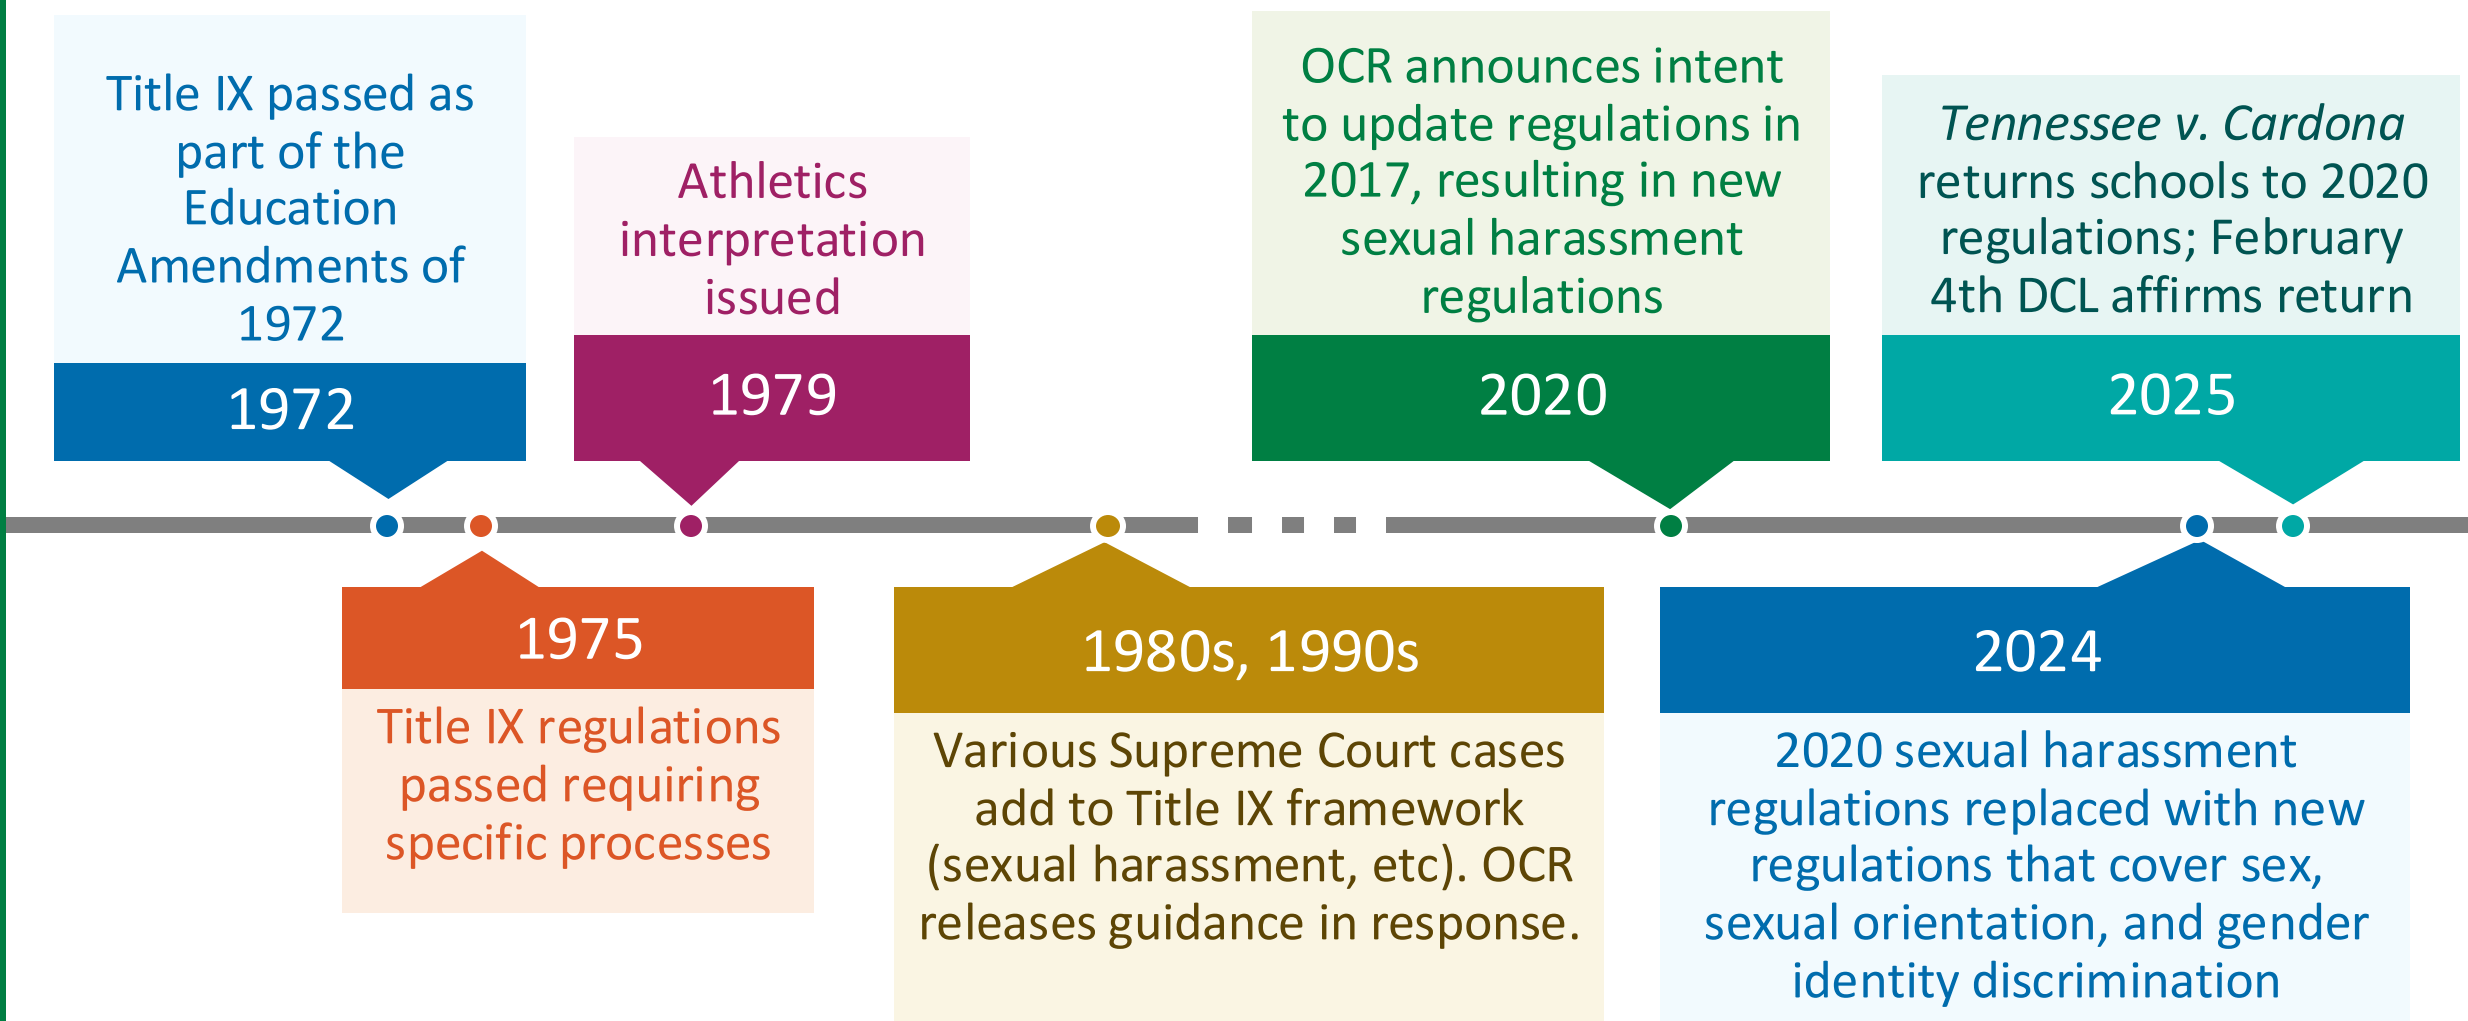 Title IX passed as
part of the
Education
Amendments of
1972
1972
1975
Title IX regulations
passed requiring
specific processes
Athletics
interpretation
issued
1979
1980s, 1990s
Various Supreme Court cases
add to Title IX framework
(sexual harassment, etc). OCR
releases guidance in response.
OCR announces intent
to update regulations in
2017, resulting in new
sexual harassment
regulations
2020
2024
2020 sexual harassment
regulations replaced with new
regulations that cover sex,
sexual orientation, and gender
identity discrimination
Tennessee v. Cardona
returns schools to 2020
regulations; February
4th DCL affirms return
2025